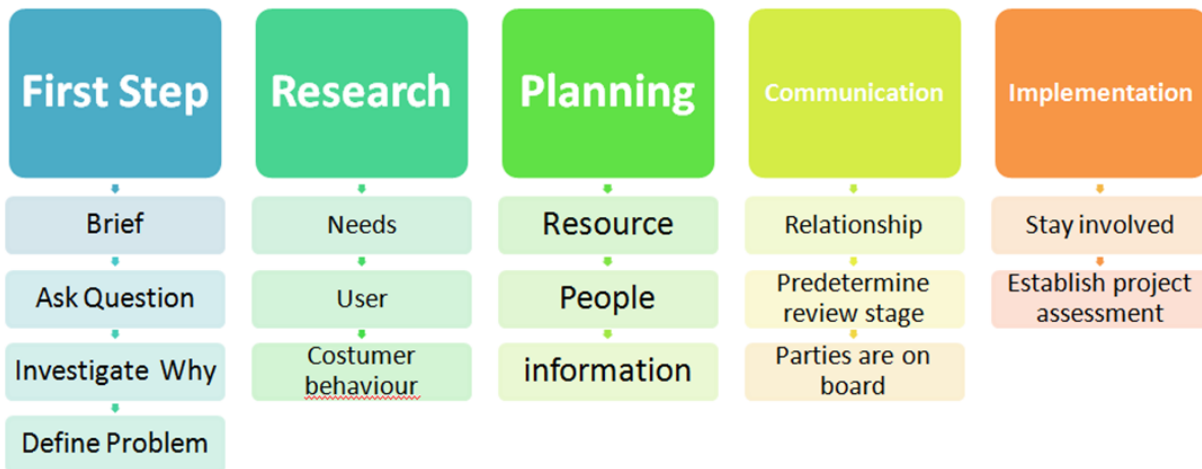 First Step
Brief
Ask Question
Investigate Why
Define Problem
Research
Needs
User
Costumer
behaviour
Planning
Resource
People
information
Communication
Relationship
Predetermine
review stage
Parties are on
board
Implementation
Stay involved
Establish project
assessment